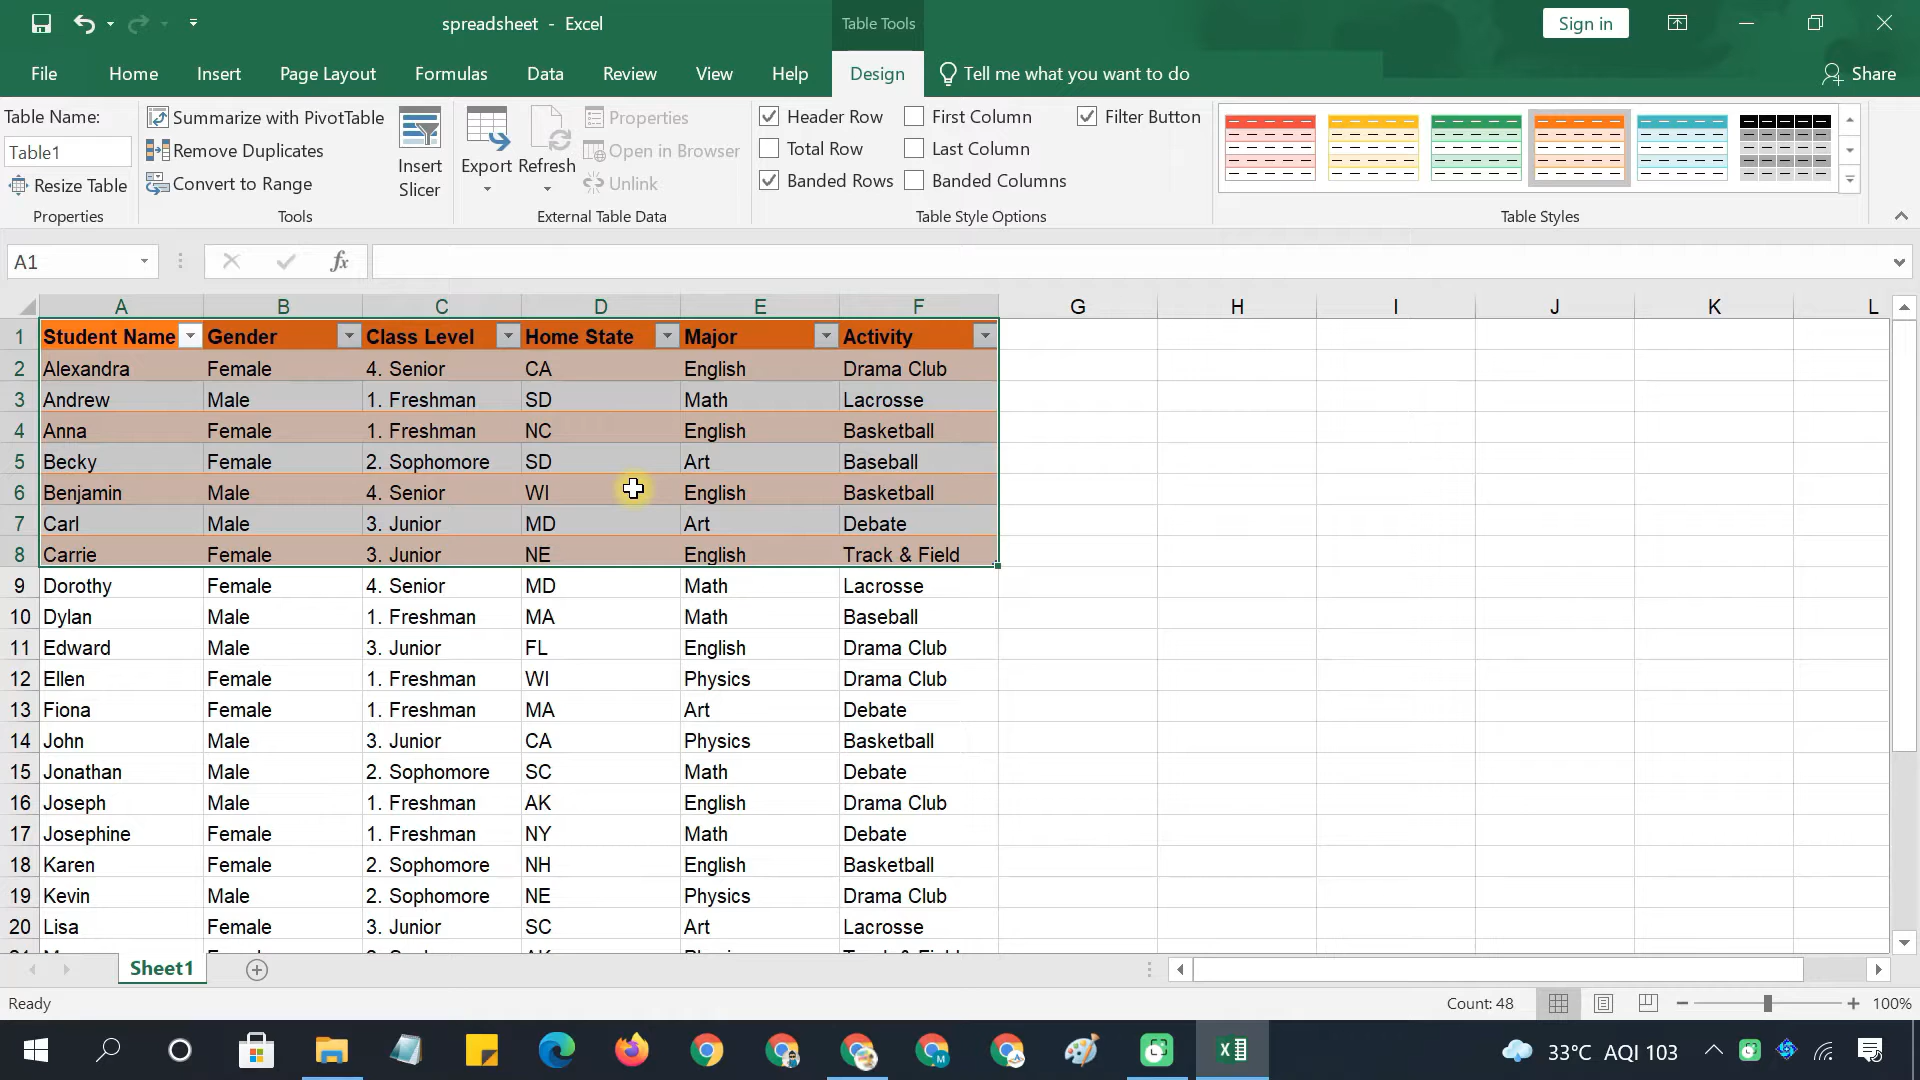 spreadsheet - Excel
Table Tools
Sign in
File Home Insert Page Layout Formulas Data Review View Help Design Tell me what you want to do Share
Table Name:
Table1
Resize Table
Properties
Summarize with PivotTable
Remove Duplicates
Convert to Range
Tools
Insert
Slicer
Export
Refresh
Properties
Open in Browser
Unlink
External Table Data
Header Row
Total Row
Banded Rows
First Column
Last Column
Banded Columns
Filter Button
Table Style Options
Table Styles
A1
fx
A B C D E F G H I J K L
1 Student Name Gender Class Level Home State Major Activity
2 Alexandra Female 4. Senior CA English Drama Club
3 Andrew Male 1. Freshman SD Math Lacrosse
4 Anna Female 1. Freshman NC English Basketball
5 Becky Female 2. Sophomore SD Art Baseball
6 Benjamin Male 4. Senior WI English Basketball
7 Carl Male 3. Junior MD Art Debate
8 Carrie Female 3. Junior NE English Track & Field
9 Dorothy Female 4. Senior MD Math Lacrosse
10 Dylan Male 1. Freshman MA Math Baseball
11 Edward Male 3. Junior FL English Drama Club
12 Ellen Female 1. Freshman WI Physics Drama Club
13 Fiona Female 1. Freshman MA Art Debate
14 John Male 3. Junior CA Physics Basketball
15 Jonathan Male 2. Sophomore SC Math Debate
16 Joseph Male 1. Freshman AK English Drama Club
17 Josephine Female 1. Freshman NY Math Debate
18 Karen Female 2. Sophomore NH English Basketball
19 Kevin Male 2. Sophomore NE Physics Drama Club
20 Lisa Female 3. Junior SC Art Lacrosse
Sheet1
Ready
Count: 48
100%
33°C AQI 103